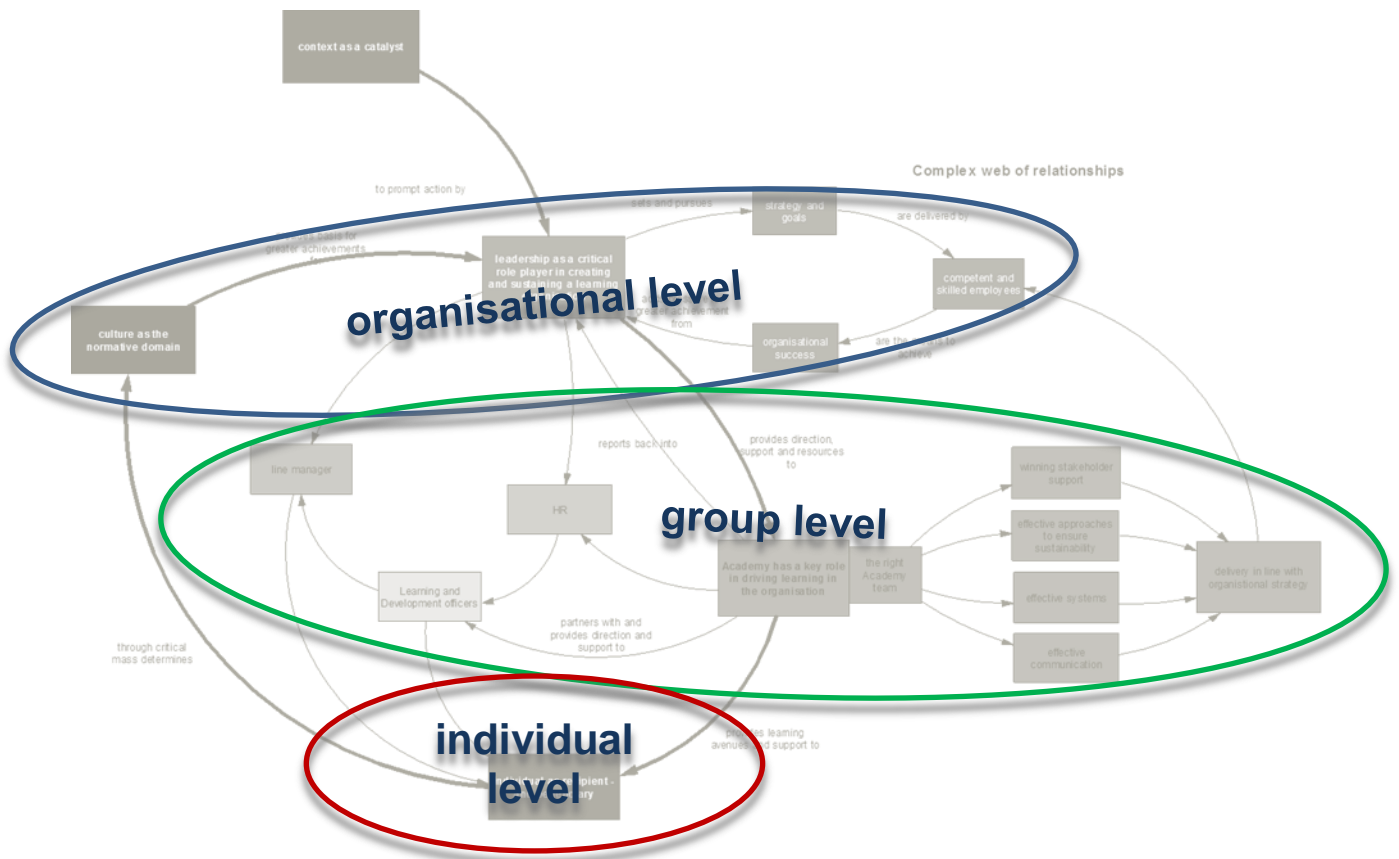 context as a catalyst
Complex web of relationships
to prompt action by
sets and pursues
strategy and
goals
are delivered by
basis for
greater achievements
leadership as a critical
role player in creating
and sustaining a learning
competent and
skilled employees
organisational level
greater achievement
from
culture as the
normative domain
organisational
success
are the
to
achieve
reports back into
provides direction,
support and resources
to
line manager
winning stakeholder
support
HR
group level
effective approaches
to ensure
sustainability
Academy has a key role
in driving learning in
the organisation
the right
Academy
team
delivery in line with
organistional strategy
Learning and
Development officers
effective systems
partners with and
provides direction and
support to
effective
communication
through critical
mass determines
individual
level
provides learning
avenues and support to